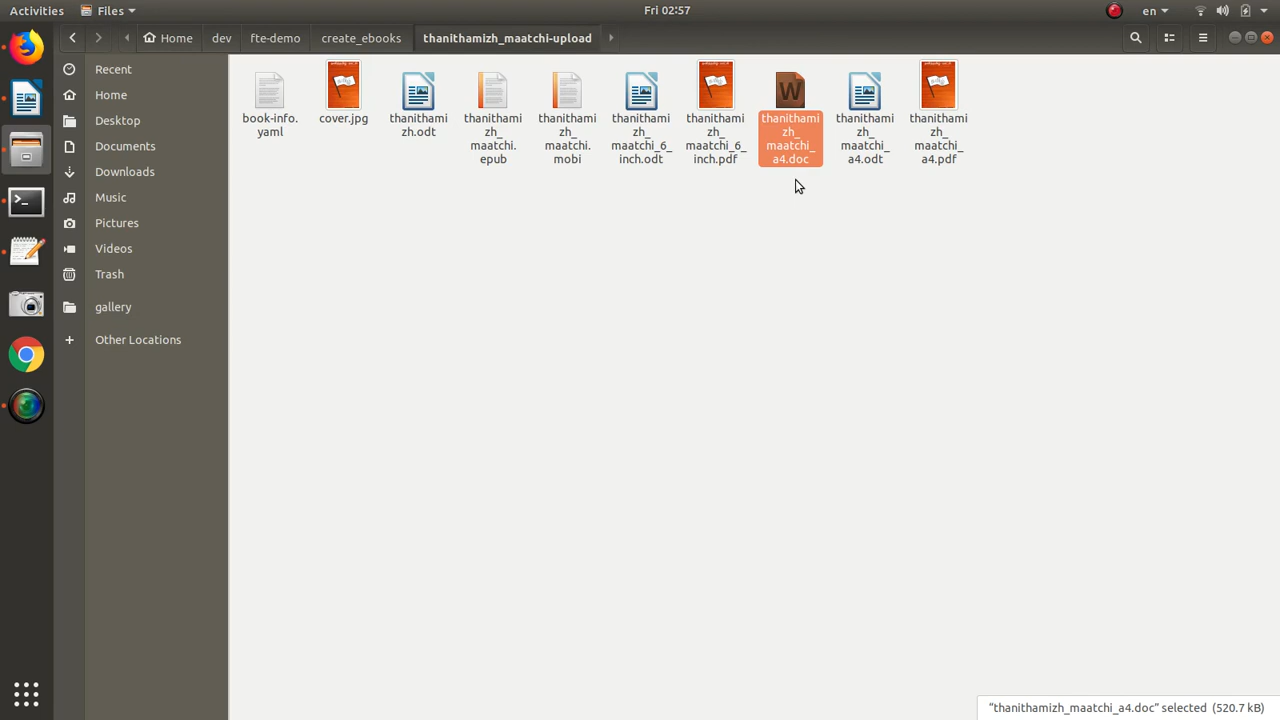 Activities
Files
Fri 02:57
en
Home
dev
fte-demo
create_ebooks
thanithamizh_maatchi-upload
Recent
Home
Desktop
Documents
Downloads
Music
Pictures
Videos
Trash
gallery
Other Locations
book-info.
yaml
cover.jpg
thanithami
zh.odt
thanithami
zh_
maatchi.
epub
thanithami
zh_
maatchi.
mobi
thanithami
zh_
maatchi_6_
inch.odt
thanithami
zh_
maatchi_6_
inch.pdf
W
thanithami
zh_
maatchi_
a4.doc
thanithami
zh_
maatchi_
a4.odt
thanithami
zh_
maatchi_
a4.pdf
“thanithamizh_maatchi_a4.doc” selected (520.7 kB)